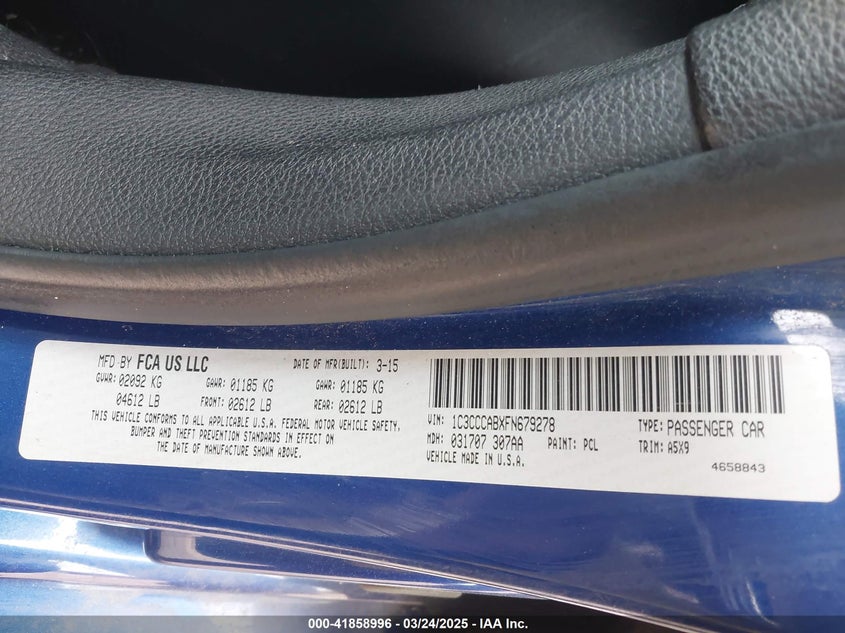 MFD BY FCA US LLC DATE OF MFR(BUILT): 3-15
GVWR: 02092 KG GAWR: 01185 KG GAWR: 01185 KG
04612 LB FRONT: 02612 LB REAR: 02612 LB
THIS VEHICLE CONFORMS TO ALL APPLICABLE U.S.A. FEDERAL MOTOR VEHICLE SAFETY,
BUMPER AND THEFT PREVENTION STANDARDS IN EFFECT ON
THE DATE OF MANUFACTURE SHOWN ABOVE.
VIN: 1C3CCCABXFN679278 TYPE: PASSENGER CAR
MDH: 031707 307AA PAINT: PCL TRIM: A5X9
VEHICLE MADE IN U.S.A. 4658843
000-41858996 — 03/24/2025 — IAA Inc.